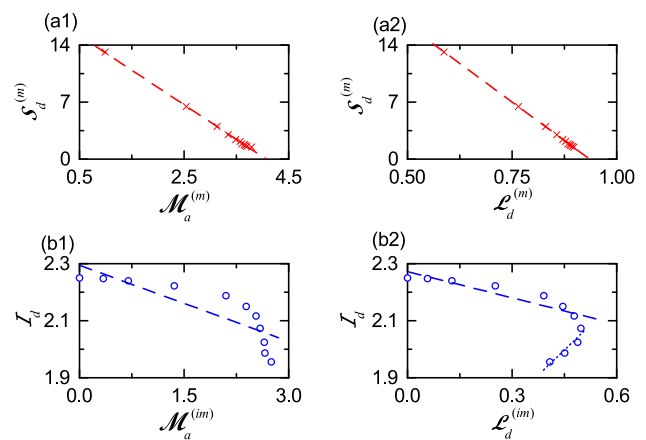 (a1)
14
7
0
0.5 2.5 4.5
𝒮_d^(m)
ℳ_a^(m)
(a2)
14
7
0
0.50 0.75 1.00
𝒮_d^(m)
ℒ_d^(m)
(b1)
2.3
2.1
1.9
0.0 1.5 3.0
ℐ_d
ℳ_a^(im)
(b2)
2.3
2.1
1.9
0.0 0.3 0.6
ℐ_d
ℒ_d^(im)